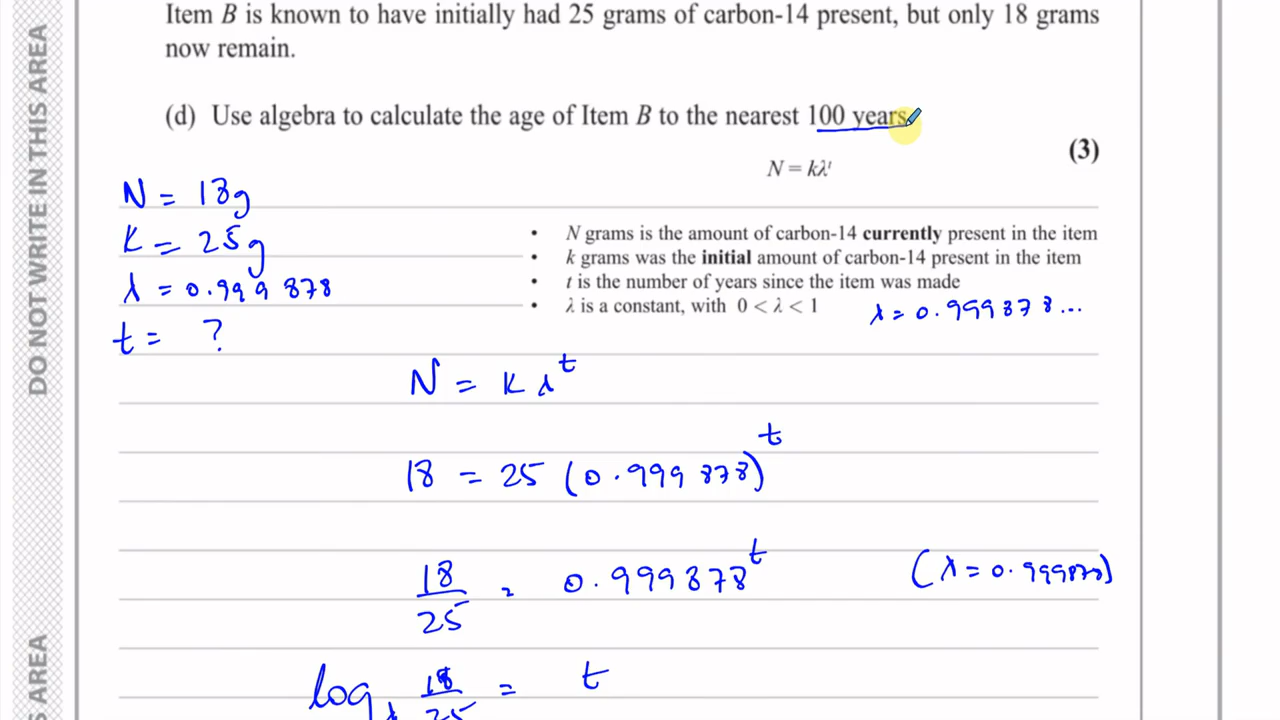 Item B is known to have initially had 25 grams of carbon-14 present, but only 18 grams
now remain.
(d) Use algebra to calculate the age of Item B to the nearest 100 years
(3)
N = kλᵗ
N = 18g
K = 25g
λ = 0.999878
t = ?
• N grams is the amount of carbon-14 currently present in the item
• k grams was the initial amount of carbon-14 present in the item
• t is the number of years since the item was made
• λ is a constant, with 0 < λ < 1
λ = 0.999878...
N = K λᵗ
18 = 25 (0.999878)ᵗ
18/25 = 0.999878ᵗ
(λ = 0.999878)
log_λ 18/25 = t
DO NOT WRITE IN THIS AREA
S AREA